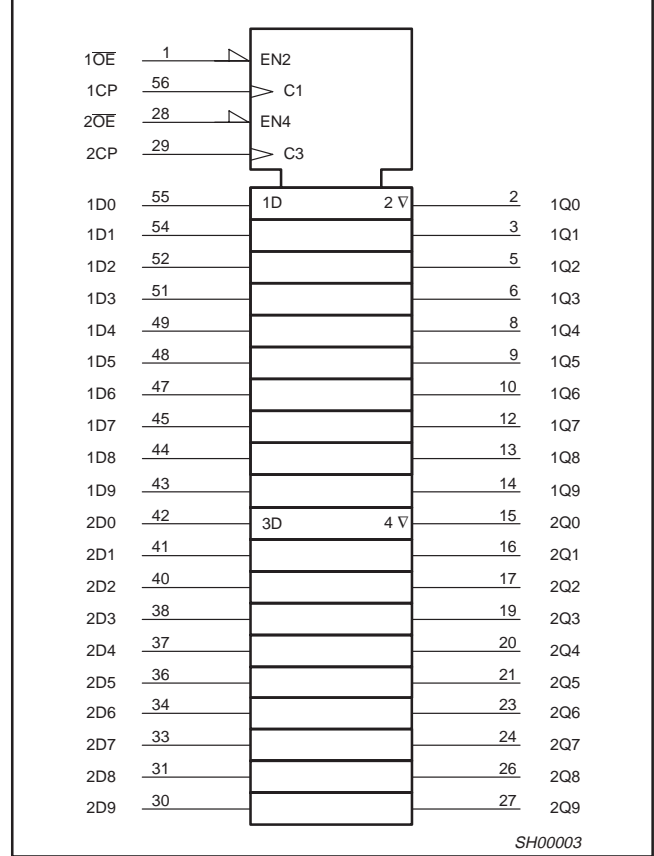 1O̅E̅ 1 EN2
1CP 56 C1
2O̅E̅ 28 EN4
2CP 29 C3
1D0 55 1D 2 ∇ 2 1Q0
1D1 54 3 1Q1
1D2 52 5 1Q2
1D3 51 6 1Q3
1D4 49 8 1Q4
1D5 48 9 1Q5
1D6 47 10 1Q6
1D7 45 12 1Q7
1D8 44 13 1Q8
1D9 43 14 1Q9
2D0 42 3D 4 ∇ 15 2Q0
2D1 41 16 2Q1
2D2 40 17 2Q2
2D3 38 19 2Q3
2D4 37 20 2Q4
2D5 36 21 2Q5
2D6 34 23 2Q6
2D7 33 24 2Q7
2D8 31 26 2Q8
2D9 30 27 2Q9
SH00003